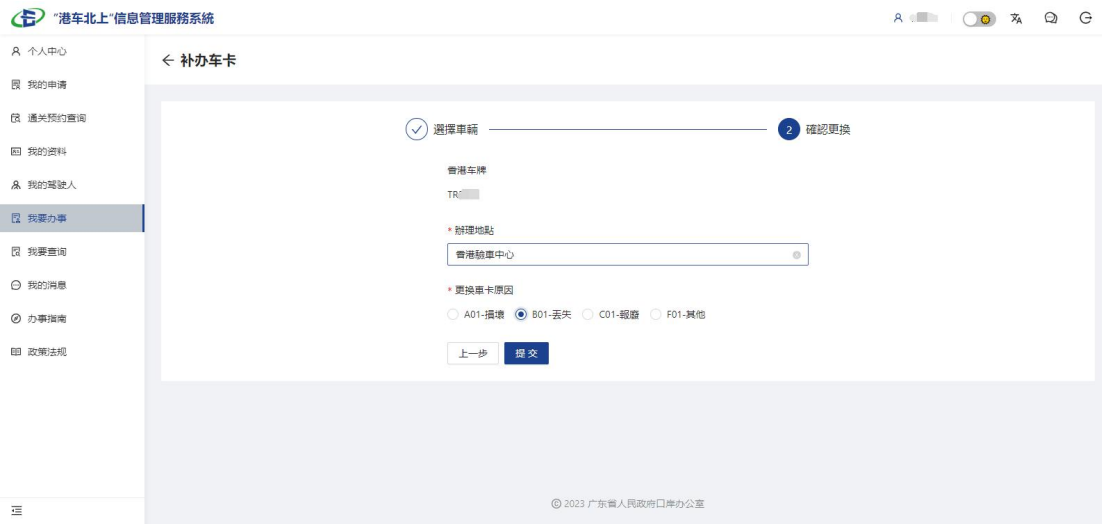 “港车北上”信息管理服務系統
个人中心
我的申请
通关预约查询
我的资料
我的驾驶人
我要办事
我要查询
我的消息
办事指南
政策法规
← 补办车卡
選擇車輛
2 確認更換
香港车牌
TR
* 辦理地點
香港驗車中心
* 更換車卡原因
A01-損壞 B01-丢失 C01-報廢 F01-其他
上一步 提 交
© 2023 广东省人民政府口岸办公室